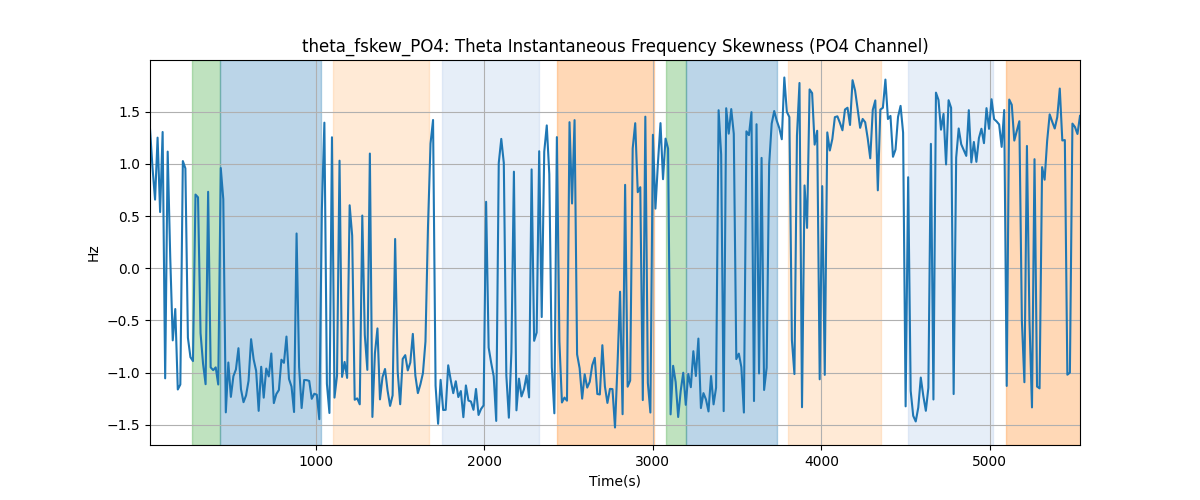 theta_fskew_PO4: Theta Instantaneous Frequency Skewness (PO4 Channel)
1.5
1.0
0.5
0.0
−0.5
−1.0
−1.5
Hz
1000 2000 3000 4000 5000
Time(s)